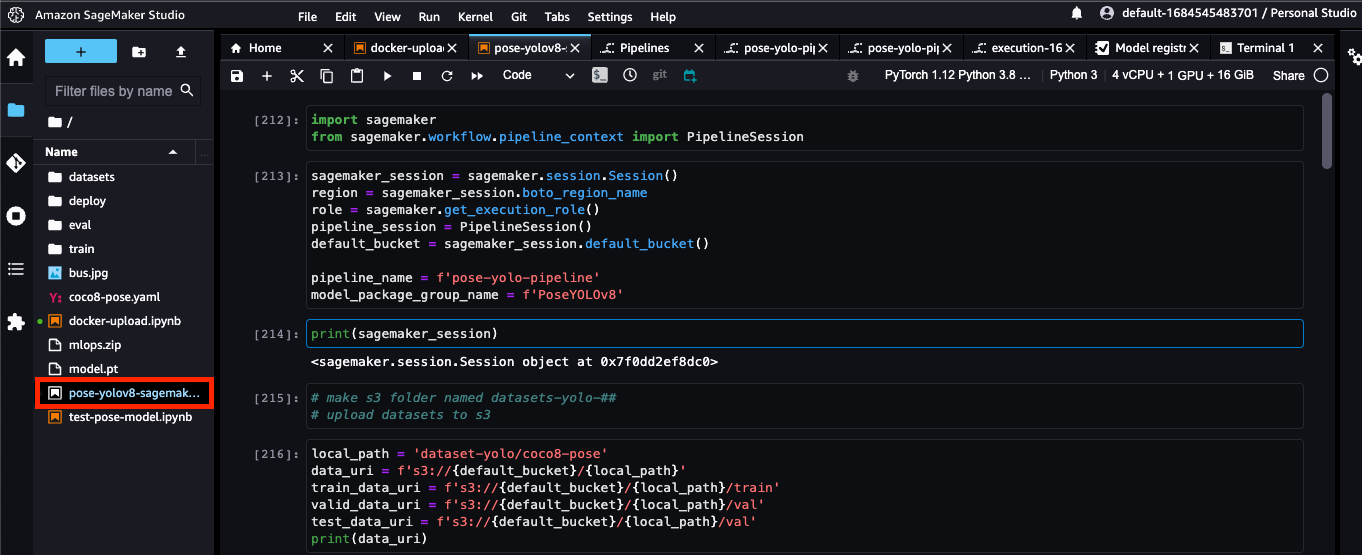 Amazon SageMaker Studio
File Edit View Run Kernel Git Tabs Settings Help
default-1684545483701 / Personal Studio
+
Filter files by name
/
Name
datasets
deploy
eval
train
bus.jpg
Y: coco8-pose.yaml
docker-upload.ipynb
mlops.zip
model.pt
pose-yolov8-sagemak...
test-pose-model.ipynb
Home
docker-upload
pose-yolov8-s
Pipelines
pose-yolo-pip
pose-yolo-pip
execution-16
Model registr
Terminal 1
Code
git
PyTorch 1.12 Python 3.8 ...
Python 3
4 vCPU + 1 GPU + 16 GiB
Share
[212]:
import sagemaker
from sagemaker.workflow.pipeline_context import PipelineSession
[213]:
sagemaker_session = sagemaker.session.Session()
region = sagemaker_session.boto_region_name
role = sagemaker.get_execution_role()
pipeline_session = PipelineSession()
default_bucket = sagemaker_session.default_bucket()
pipeline_name = f'pose-yolo-pipeline'
model_package_group_name = f'PoseYOLOv8'
[214]:
print(sagemaker_session)
<sagemaker.session.Session object at 0x7f0dd2ef8dc0>
[215]:
# make s3 folder named datasets-yolo-##
# upload datasets to s3
[216]:
local_path = 'dataset-yolo/coco8-pose'
data_uri = f's3://{default_bucket}/{local_path}'
train_data_uri = f's3://{default_bucket}/{local_path}/train'
valid_data_uri = f's3://{default_bucket}/{local_path}/val'
test_data_uri = f's3://{default_bucket}/{local_path}/val'
print(data_uri)